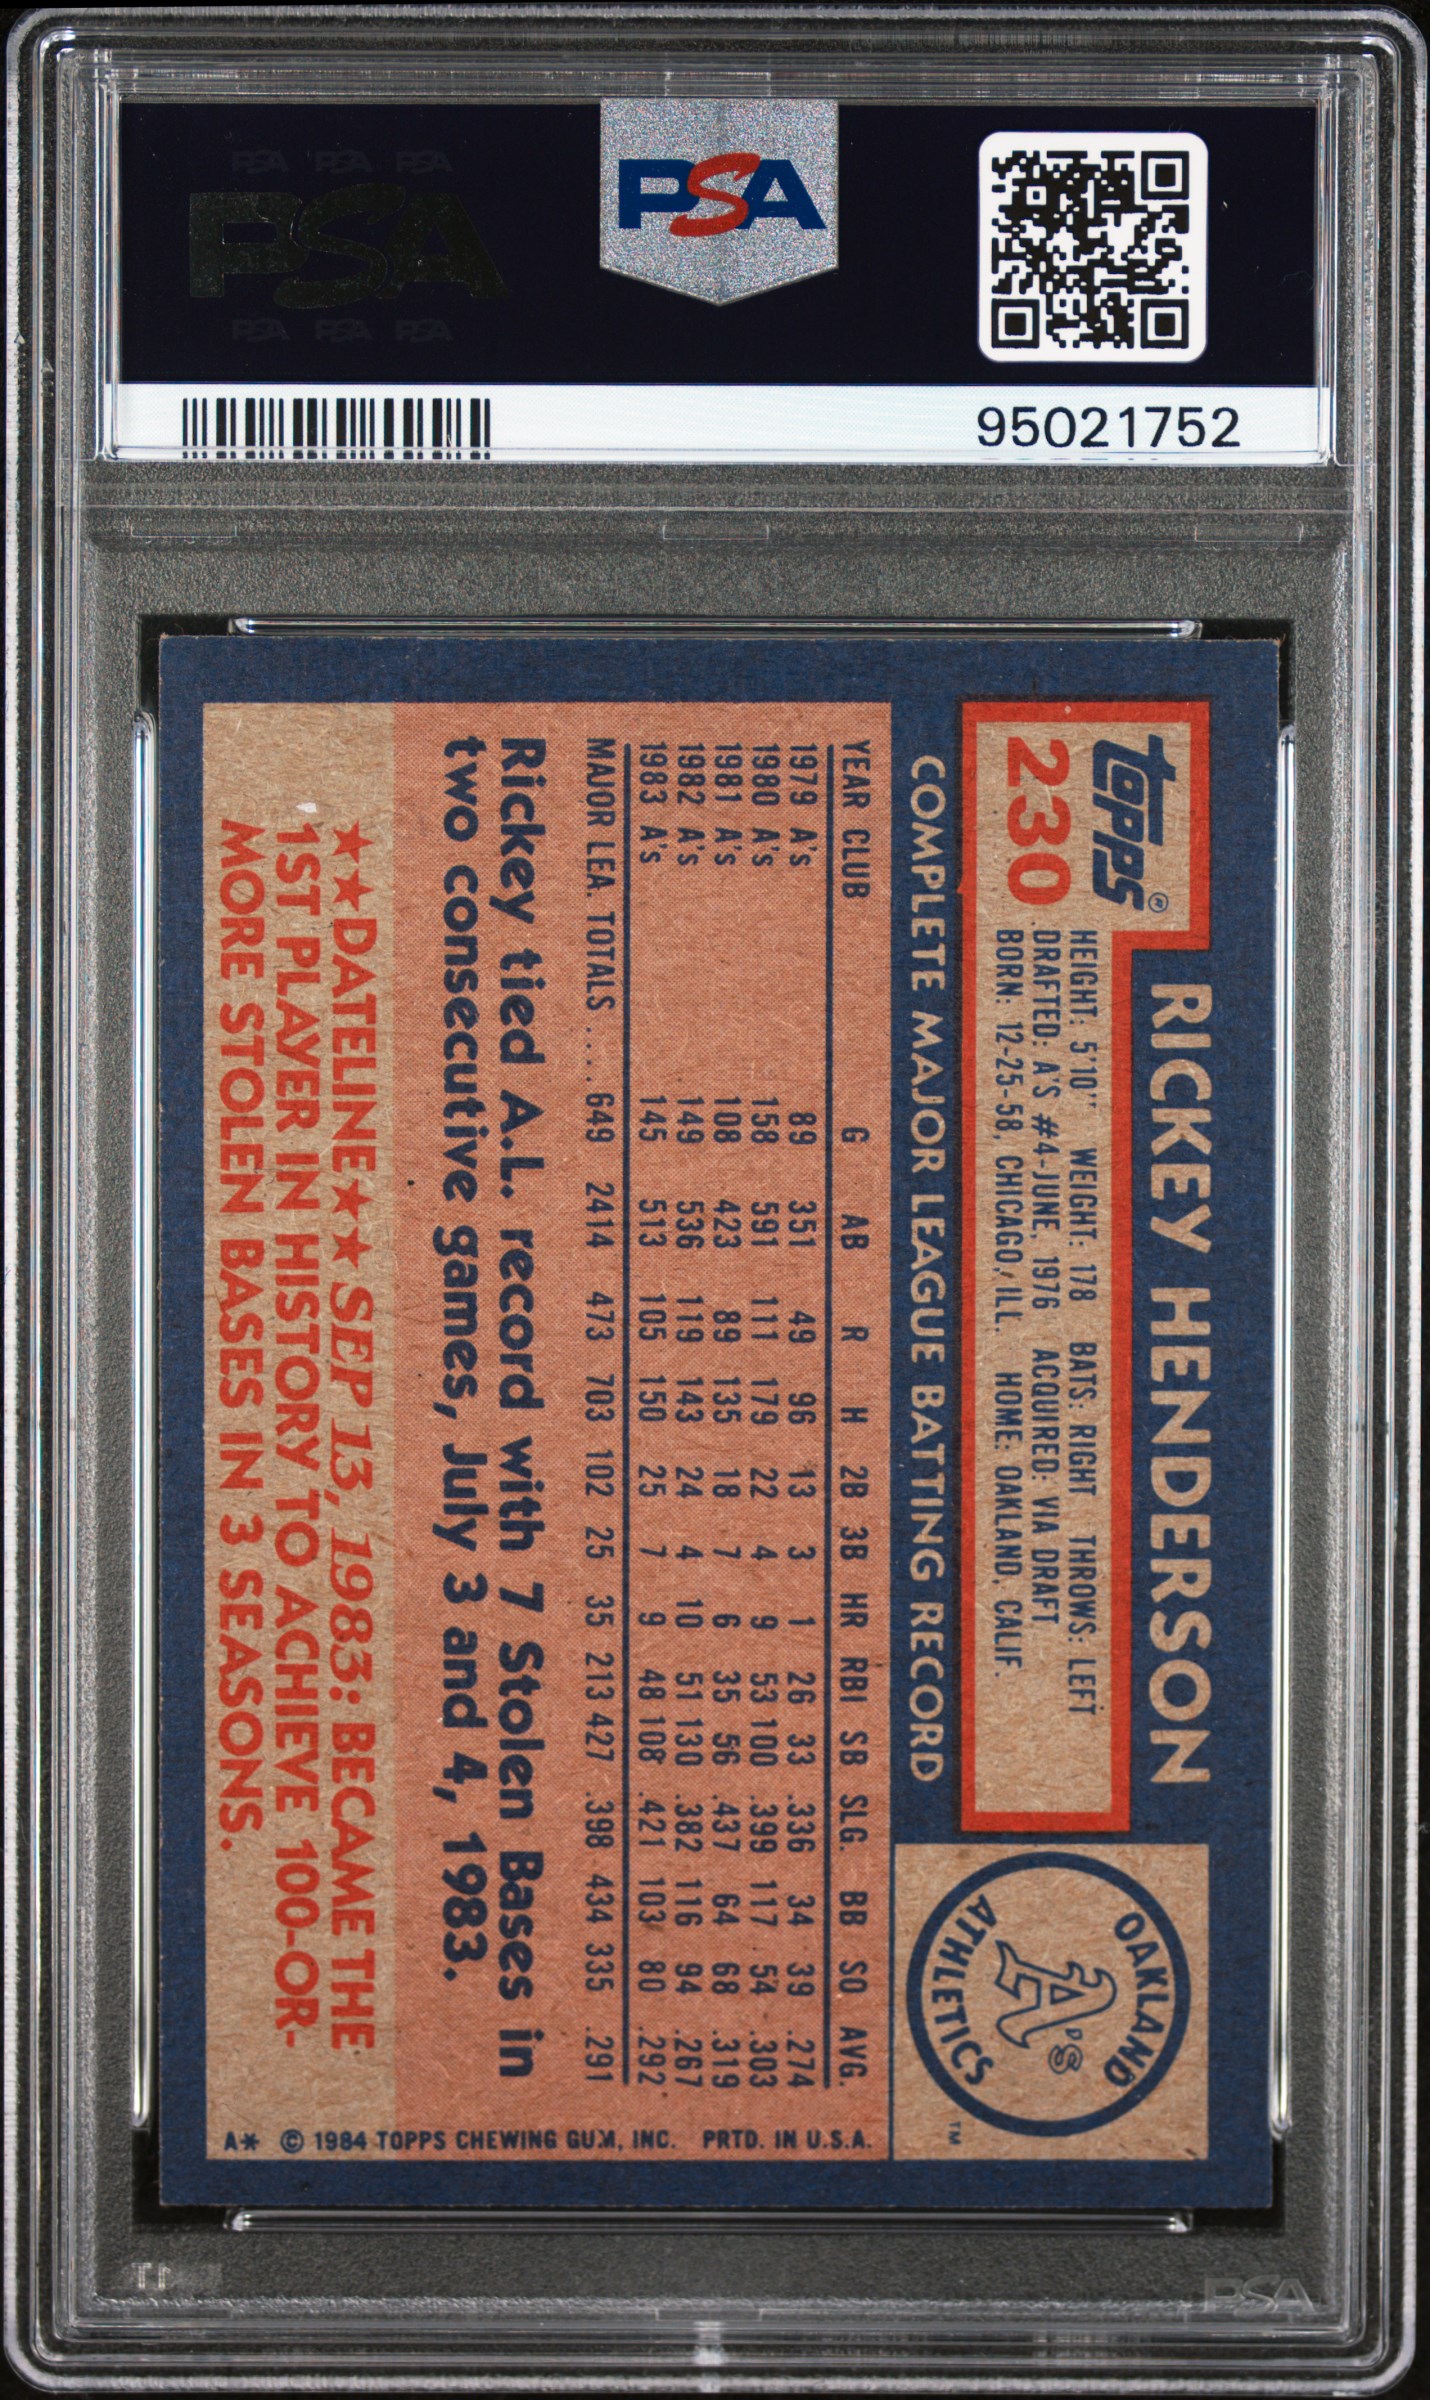 PSA PSA PSA
PSA
PSA PSA PSA
PSA
95021752
topps®
230
RICKEY HENDERSON
HEIGHT: 5'10" WEIGHT: 178 BATS: RIGHT THROWS: LEFT
DRAFTED: A'S #4-JUNE, 1976 ACQUIRED: VIA DRAFT
BORN: 12-25-58, CHICAGO, ILL. HOME: OAKLAND, CALIF.
OAKLAND
A's
ATHLETICS
TM
COMPLETE MAJOR LEAGUE BATTING RECORD
YEAR CLUB G AB R H 2B 3B HR RBI SB SLG. BB SO AVG.
1979 A's 89 351 49 96 13 3 1 26 33 .336 34 39 .274
1980 A's 158 591 111 179 22 4 9 53 100 .399 117 54 .303
1981 A's 108 423 89 135 18 7 6 35 56 .437 64 68 .319
1982 A's 149 536 119 143 24 4 10 51 130 .382 116 94 .267
1983 A's 145 513 105 150 25 7 9 48 108 .421 103 80 .292
MAJOR LEA. TOTALS .... 649 2414 473 703 102 25 35 213 427 .398 434 335 .291
Rickey tied A.L. record with 7 Stolen Bases in
two consecutive games, July 3 and 4, 1983.
★★DATELINE★★ SEP 13, 1983: BECAME THE
1ST PLAYER IN HISTORY TO ACHIEVE 100-OR-
MORE STOLEN BASES IN 3 SEASONS.
A* © 1984 TOPPS CHEWING GUM, INC. PRTD. IN U.S.A.
PSA